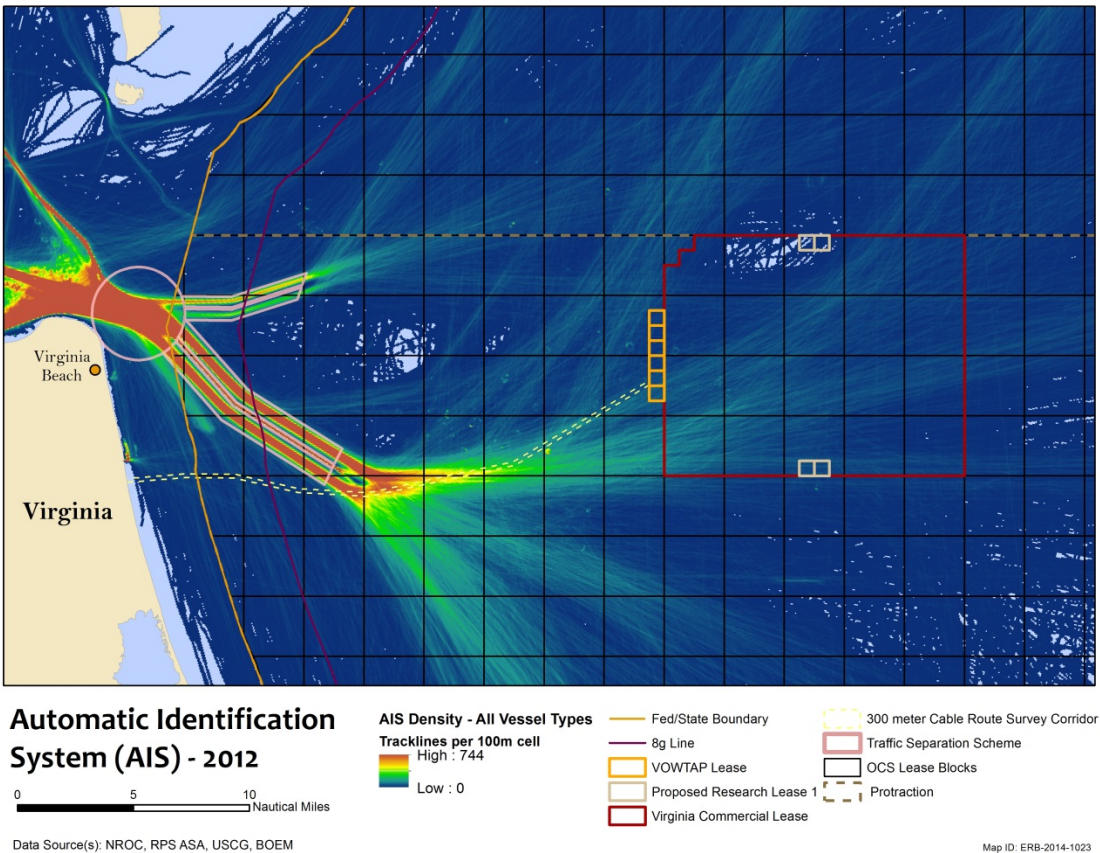 Virginia
Beach
Virginia
Automatic Identification
System (AIS) - 2012
0 5 10
Nautical Miles
Data Source(s): NROC, RPS ASA, USCG, BOEM
AIS Density - All Vessel Types
Tracklines per 100m cell
High : 744
Low : 0
Fed/State Boundary
8g Line
VOWTAP Lease
Proposed Research Lease 1
Virginia Commercial Lease
300 meter Cable Route Survey Corridor
Traffic Separation Scheme
OCS Lease Blocks
Protraction
Map ID: ERB-2014-1023